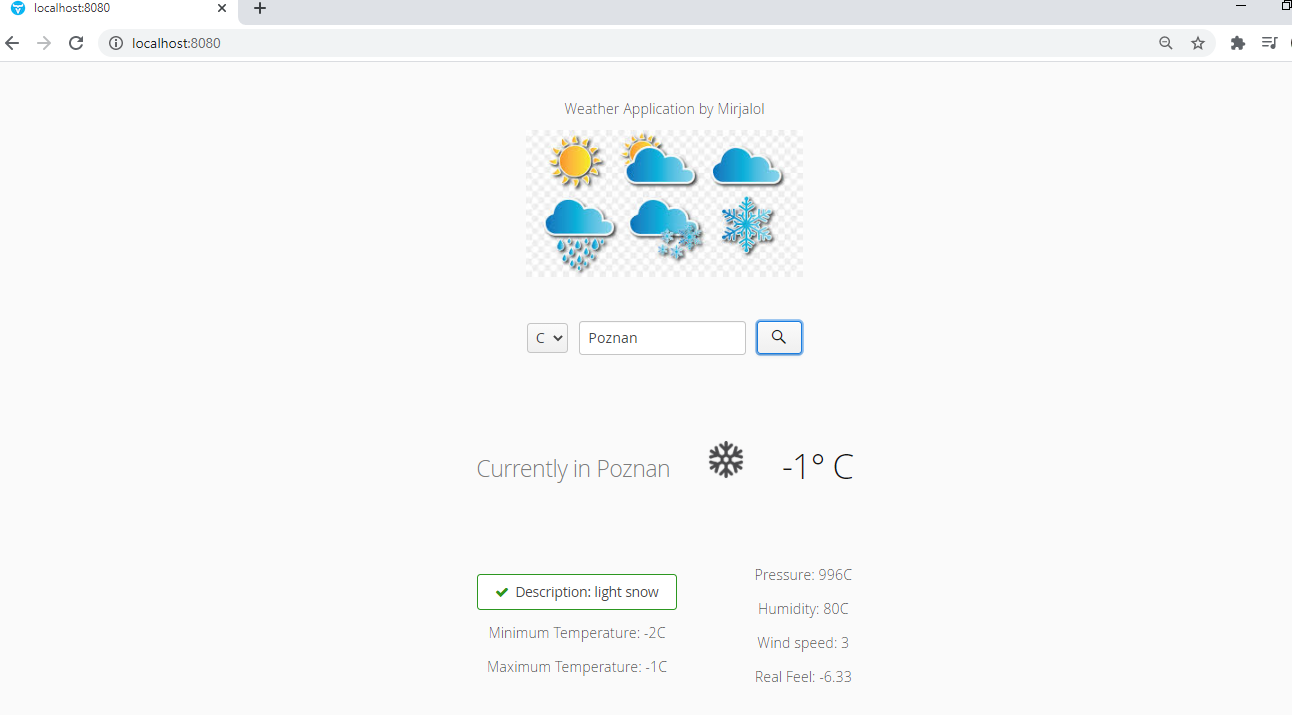 localhost:8080
localhost:8080
Weather Application by Mirjalol
C
Poznan
Currently in Poznan
-1° C
Description: light snow
Minimum Temperature: -2C
Maximum Temperature: -1C
Pressure: 996C
Humidity: 80C
Wind speed: 3
Real Feel: -6.33